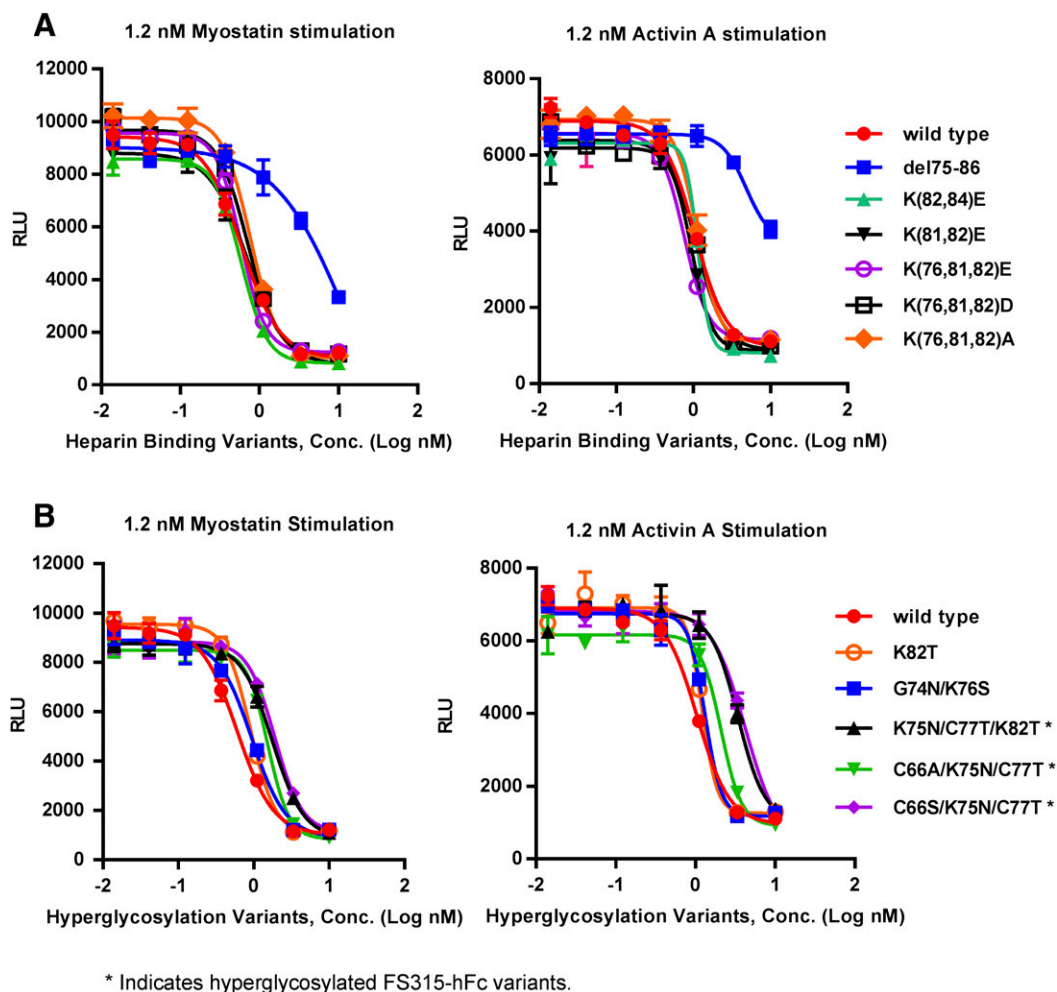 A
1.2 nM Myostatin stimulation
12000
10000
8000
6000
4000
2000
0
RLU
-2 -1 0 1 2
Heparin Binding Variants, Conc. (Log nM)
1.2 nM Activin A stimulation
8000
6000
4000
2000
0
RLU
-2 -1 0 1 2
Heparin Binding Variants, Conc. (Log nM)
wild type
del75-86
K(82,84)E
K(81,82)E
K(76,81,82)E
K(76,81,82)D
K(76,81,82)A
B
1.2 nM Myostatin Stimulation
12000
10000
8000
6000
4000
2000
0
RLU
-2 -1 0 1 2
Hyperglycosylation Variants, Conc. (Log nM)
1.2 nM Activin A Stimulation
8000
6000
4000
2000
0
RLU
-2 -1 0 1 2
Hyperglycosylation Variants, Conc. (Log nM)
wild type
K82T
G74N/K76S
K75N/C77T/K82T *
C66A/K75N/C77T *
C66S/K75N/C77T *
* Indicates hyperglycosylated FS315-hFc variants.